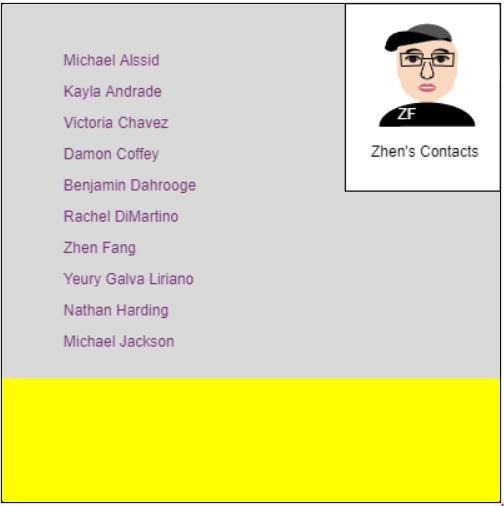 Michael Alssid
Kayla Andrade
Victoria Chavez
Damon Coffey
Benjamin Dahrooge
Rachel DiMartino
Zhen Fang
Yeury Galva Liriano
Nathan Harding
Michael Jackson
ZF
Zhen's Contacts